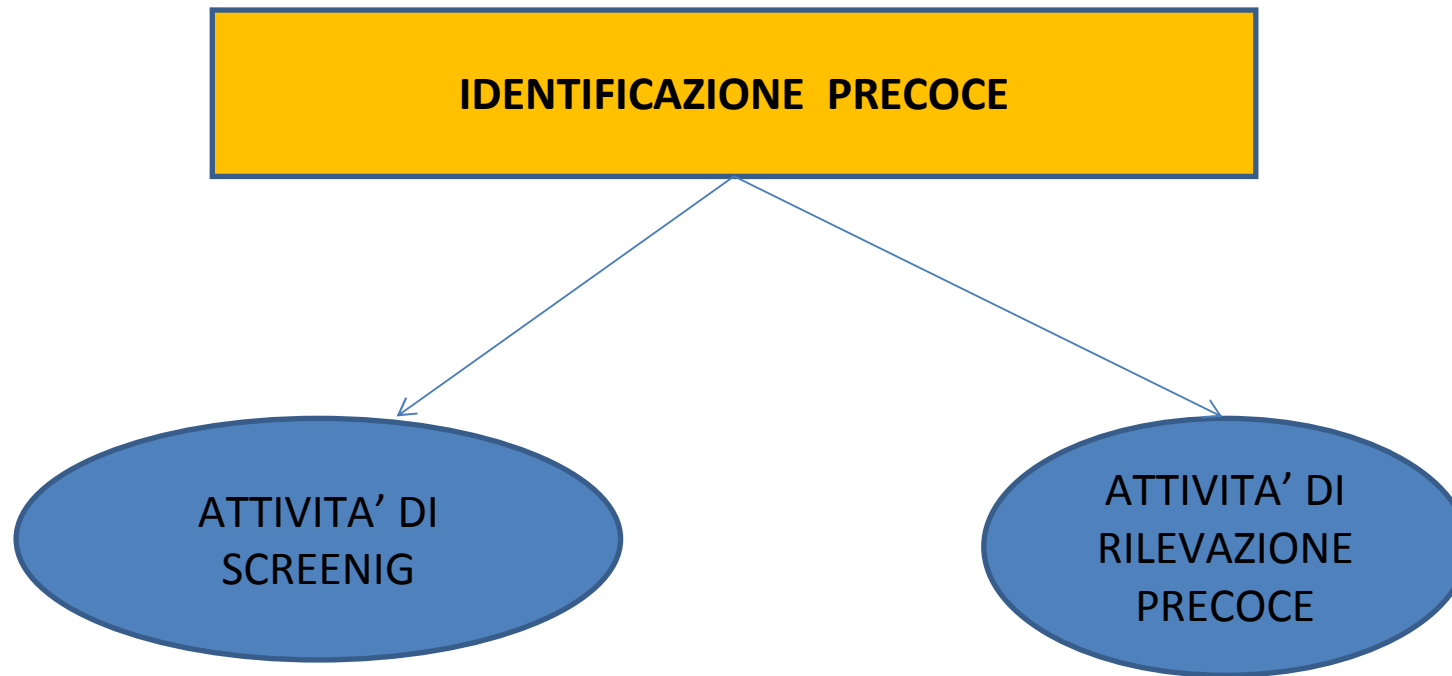 IDENTIFICAZIONE PRECOCE
ATTIVITA’ DI
SCREENIG
ATTIVITA’ DI
RILEVAZIONE
PRECOCE